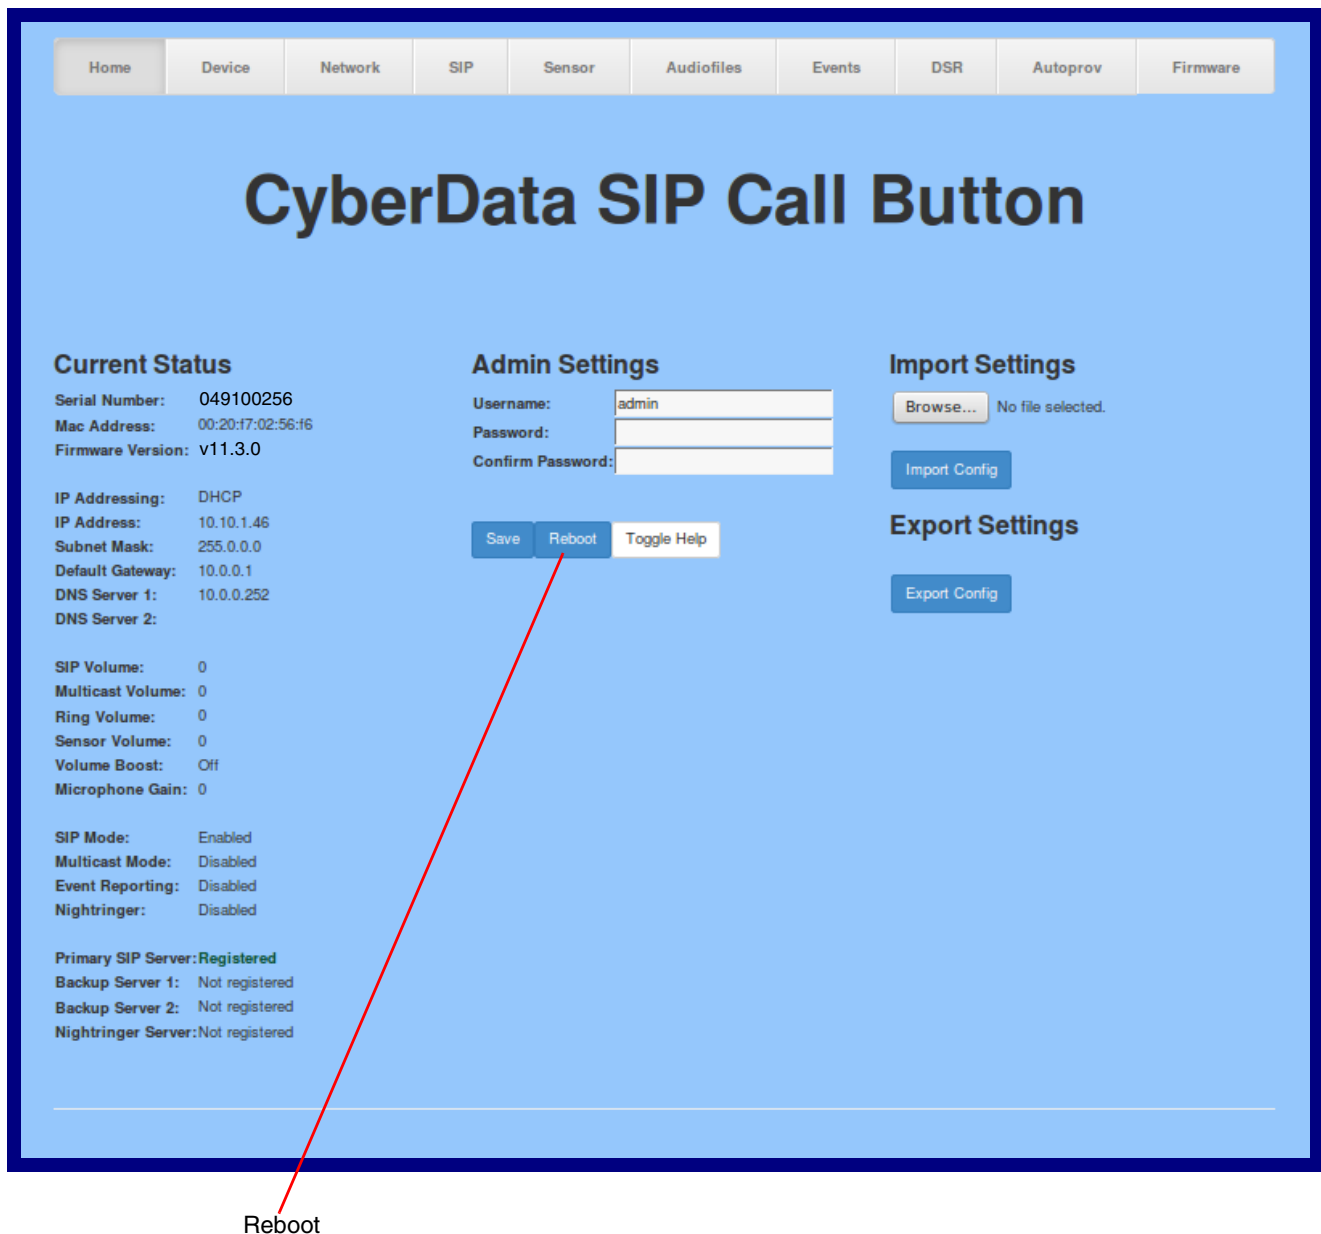 Home Device Network SIP Sensor Audiofiles Events DSR Autoprov Firmware
CyberData SIP Call Button
Current Status
Serial Number: 049100256
Mac Address: 00:20:f7:02:56:f6
Firmware Version: v11.3.0
IP Addressing: DHCP
IP Address: 10.10.1.46
Subnet Mask: 255.0.0.0
Default Gateway: 10.0.0.1
DNS Server 1: 10.0.0.252
DNS Server 2:
SIP Volume: 0
Multicast Volume: 0
Ring Volume: 0
Sensor Volume: 0
Volume Boost: Off
Microphone Gain: 0
SIP Mode: Enabled
Multicast Mode: Disabled
Event Reporting: Disabled
Nightringer: Disabled
Primary SIP Server: Registered
Backup Server 1: Not registered
Backup Server 2: Not registered
Nightringer Server: Not registered
Admin Settings
Username: admin
Password:
Confirm Password:
Save Reboot Toggle Help
Import Settings
Browse... No file selected.
Import Config
Export Settings
Export Config
Reboot